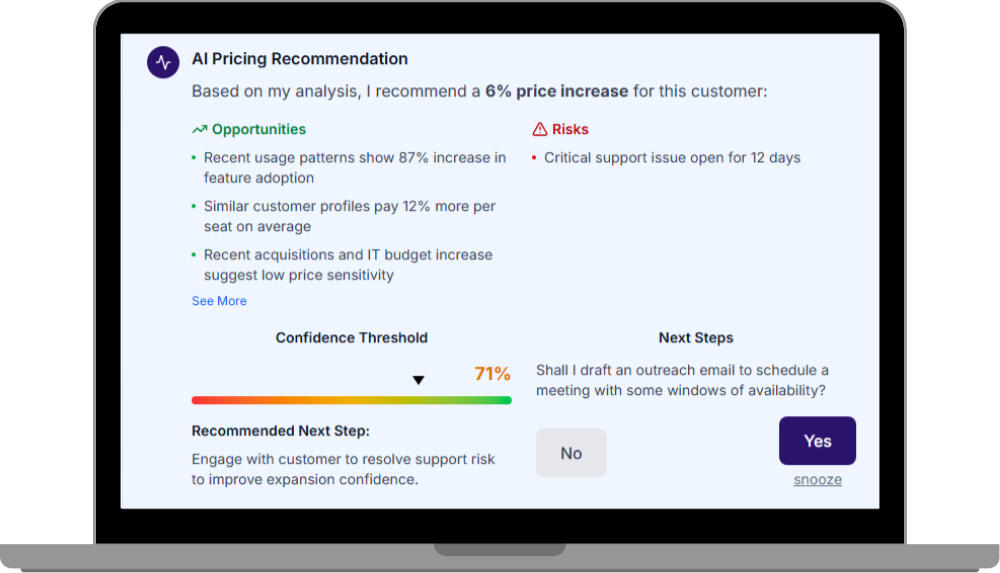 AI Pricing Recommendation
Based on my analysis, I recommend a 6% price increase for this customer:
Opportunities
Recent usage patterns show 87% increase in
feature adoption
Similar customer profiles pay 12% more per
seat on average
Recent acquisitions and IT budget increase
suggest low price sensitivity
See More
Risks
Critical support issue open for 12 days
Confidence Threshold
71%
Recommended Next Step:
Engage with customer to resolve support risk
to improve expansion confidence.
Next Steps
Shall I draft an outreach email to schedule a
meeting with some windows of availability?
No
Yes
snooze